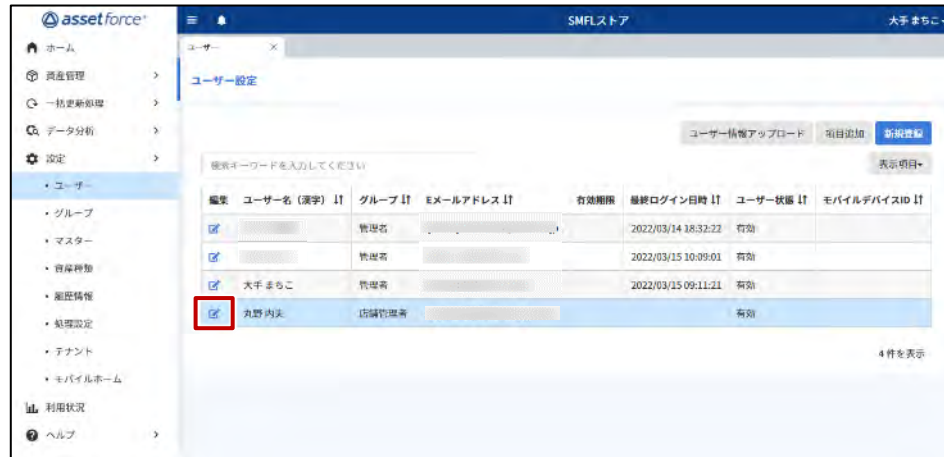 assetforce
SMFLストア
大手 まちこ
ホーム
資産管理
一括更新処理
データ分析
設定
・ユーザー
・グループ
・マスター
・資産種類
・履歴情報
・処理設定
・テナント
・モバイルホーム
利用状況
ヘルプ
ユーザー ×
ユーザー設定
ユーザー情報アップロード 項目追加 新規登録
検索キーワードを入力してください 表示項目
編集 ユーザー名（漢字） グループ EXメールアドレス 有効期限 最終ログイン日時 ユーザー状態 モバイルデバイスID
管理者 2022/03/14 18:32:22 有効
管理者 2022/03/15 10:09:01 有効
大手 まちこ 管理者 2022/03/15 09:11:21 有効
丸野 内夫 店舗管理者 有効
4 件を表示